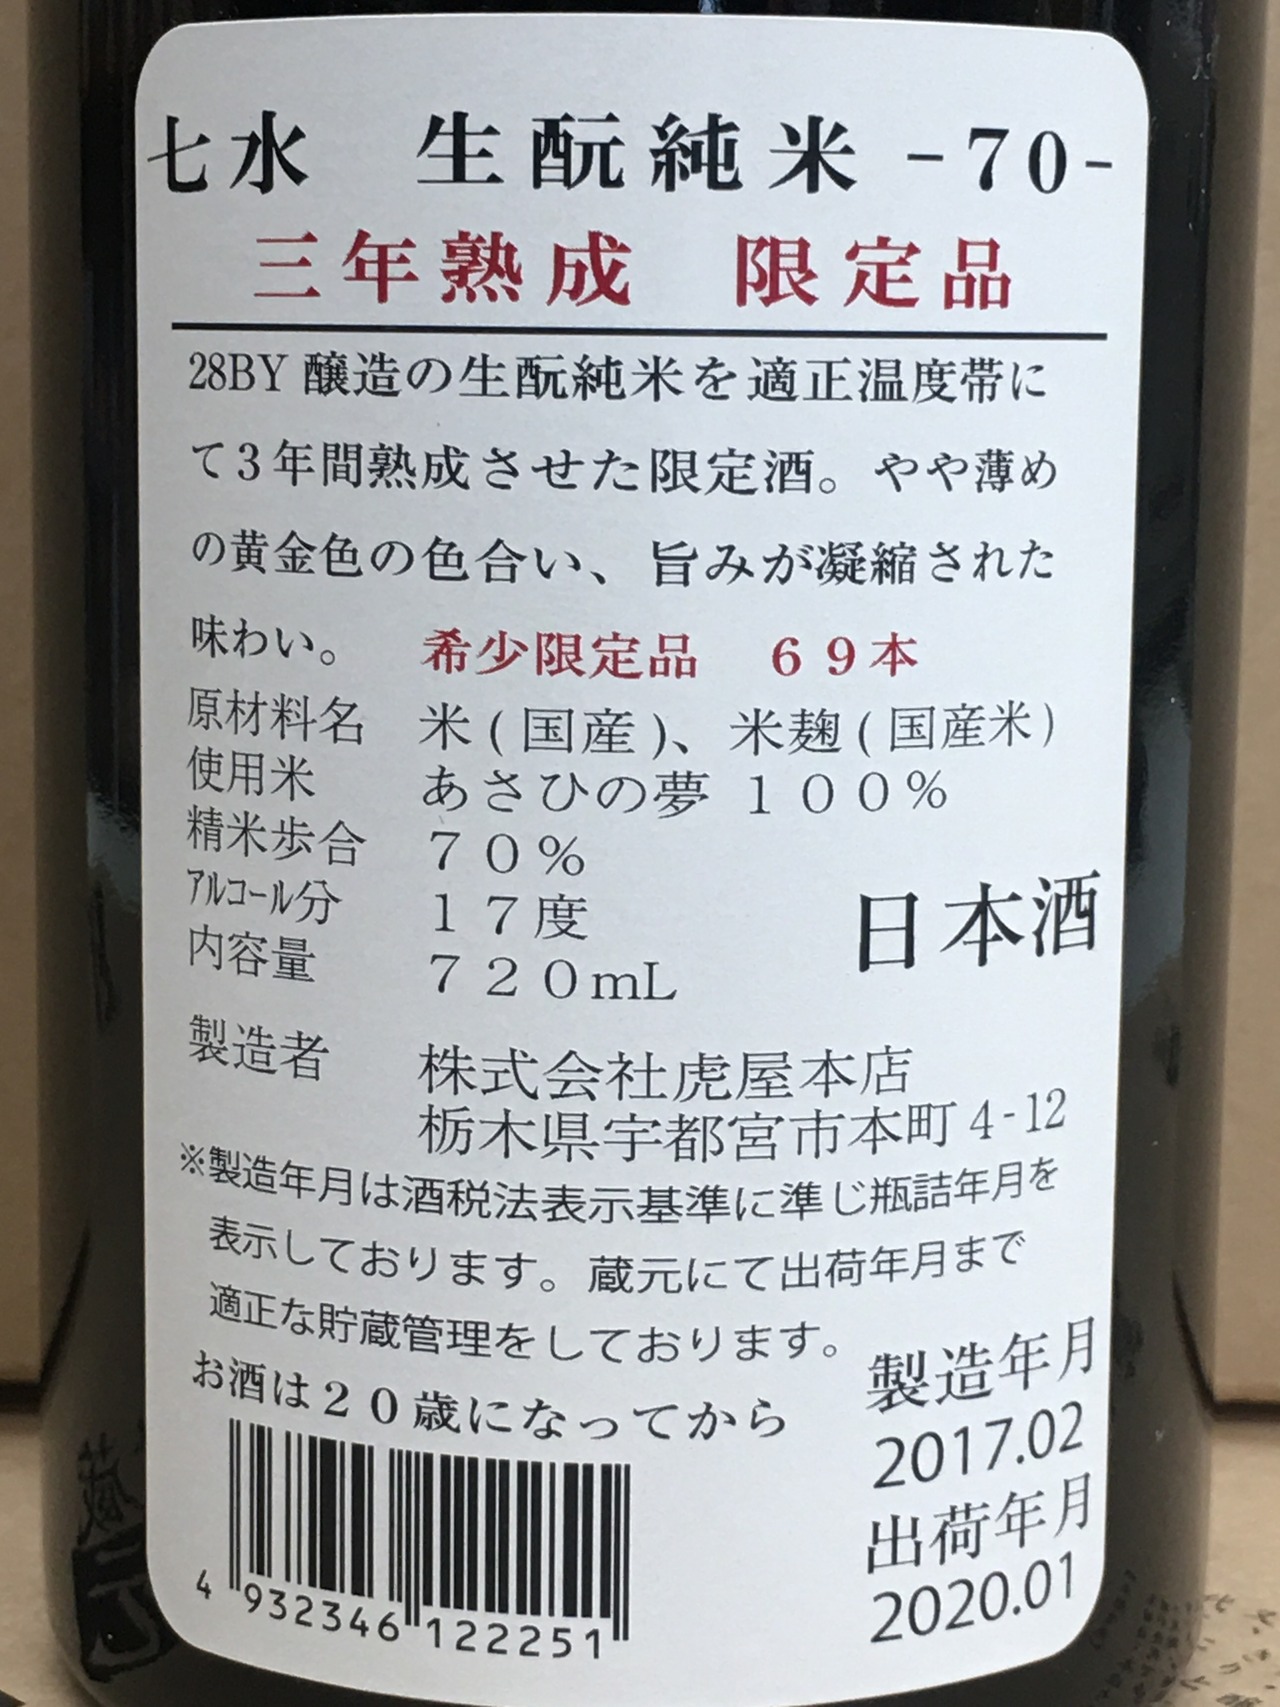 七水　生酛純米 -70-
三年熟成　限定品
28BY 醸造の生酛純米を適正温度帯に
て3年間熟成させた限定酒。やや薄め
の黄金色の色合い、旨みが凝縮された
味わい。　希少限定品　６９本
原材料名　米(国産)、米麹(国産米)
使用米　あさひの夢 １００％
精米歩合　７０％
ｱﾙｺｰﾙ分　１７度
内容量　７２０mL
日本酒
製造者　株式会社虎屋本店
栃木県宇都宮市本町 4-12
※製造年月は酒税法表示基準に準じ瓶詰年月を
表示しております。蔵元にて出荷年月まで
適正な貯蔵管理をしております。
お酒は２０歳になってから
製造年月
2017.02
出荷年月
2020.01
4 932346 122251